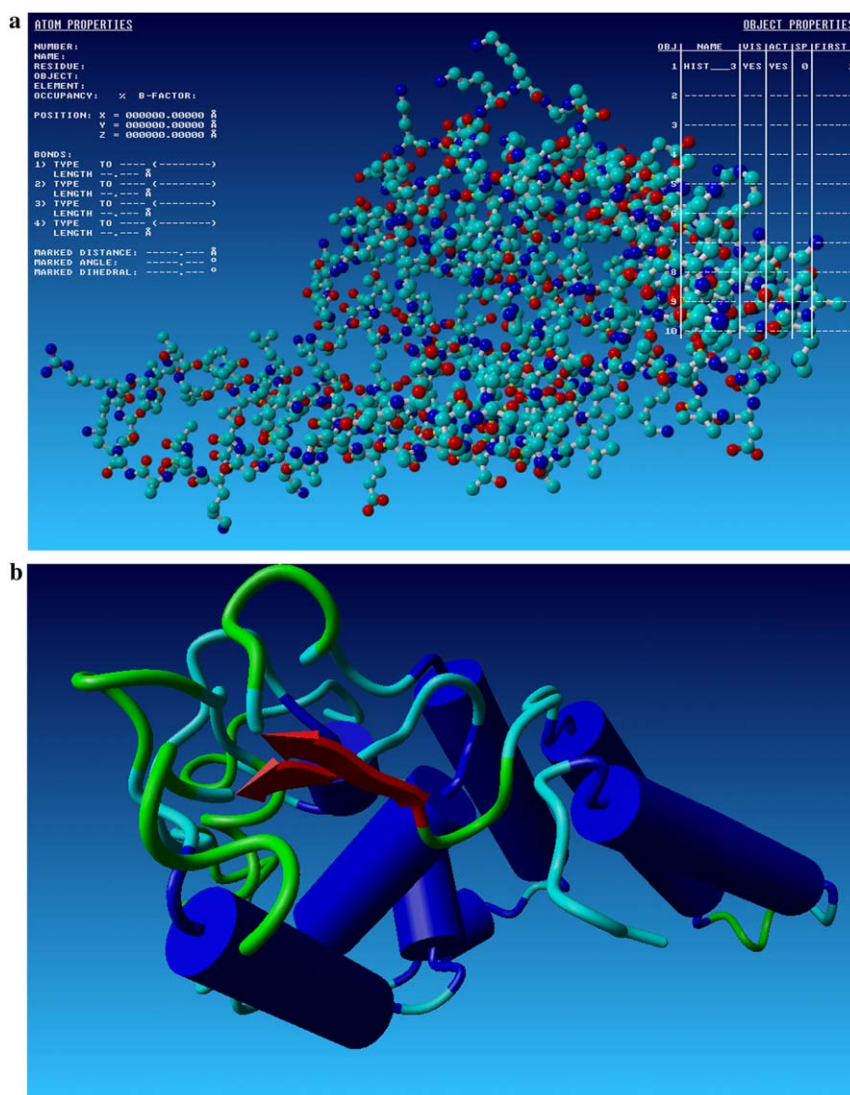 a
ATOM PROPERTIES
NUMBER:
NAME:
RESIDUE:
OBJECT:
ELEMENT:
OCCUPANCY: % B-FACTOR:
POSITION: X = 000000.00000 Å
Y = 000000.00000 Å
Z = 000000.00000 Å
BONDS:
1) TYPE TO ---- (--------)
LENGTH --.--- Å
2) TYPE TO ---- (--------)
LENGTH --.--- Å
3) TYPE TO ---- (--------)
LENGTH --.--- Å
4) TYPE TO ---- (--------)
LENGTH --.--- Å
MARKED DISTANCE: -----.--- Å
MARKED ANGLE: -----.--- º
MARKED DIHEDRAL: -----.--- º
OBJECT PROPERTIES
OBJ NAME VIS ACT SP FIRST
1 HIST___3 YES YES 0
2
3
4
5
6
7
8
9
10
b